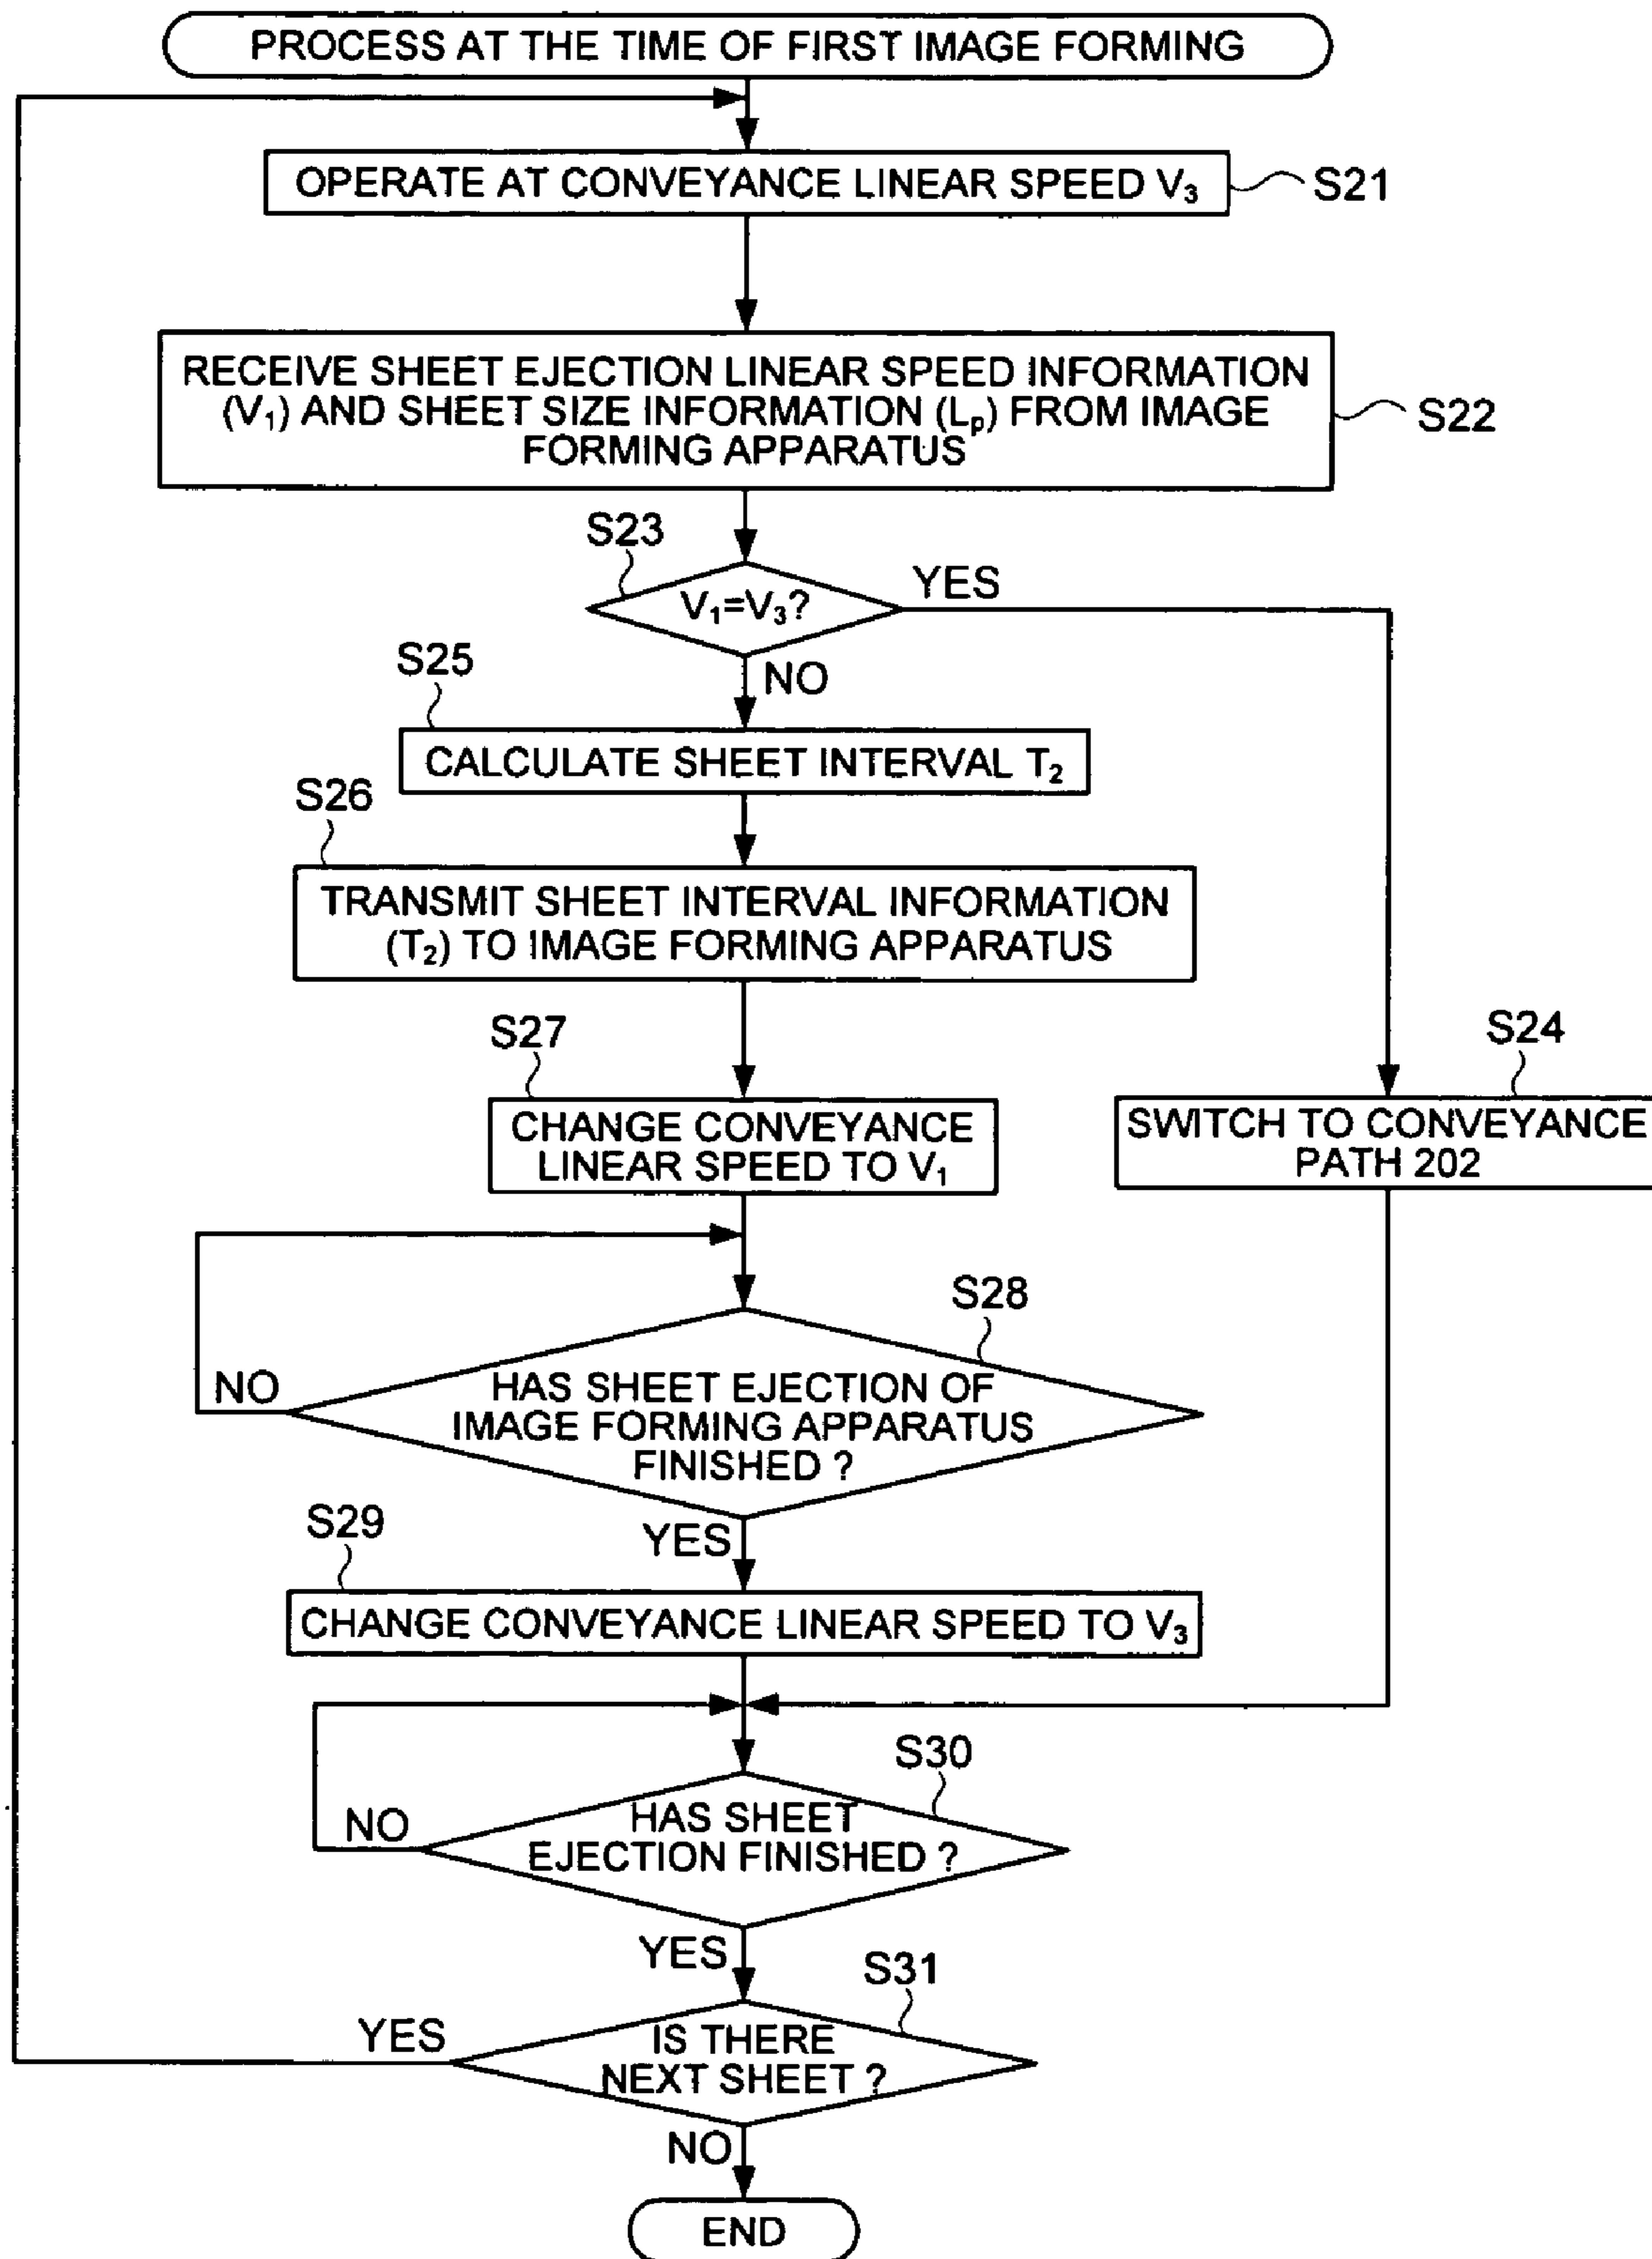 PROCESS AT THE TIME OF FIRST IMAGE FORMING
OPERATE AT CONVEYANCE LINEAR SPEED V₃
S21
RECEIVE SHEET EJECTION LINEAR SPEED INFORMATION
(V₁) AND SHEET SIZE INFORMATION (Lₚ) FROM IMAGE
FORMING APPARATUS
S22
S23
V₁=V₃?
YES
NO
S25
CALCULATE SHEET INTERVAL T₂
S26
TRANSMIT SHEET INTERVAL INFORMATION
(T₂) TO IMAGE FORMING APPARATUS
S27
CHANGE CONVEYANCE
LINEAR SPEED TO V₁
S24
SWITCH TO CONVEYANCE
PATH 202
S28
HAS SHEET EJECTION OF
IMAGE FORMING APPARATUS
FINISHED ?
NO
YES
S29
CHANGE CONVEYANCE LINEAR SPEED TO V₃
S30
HAS SHEET
EJECTION FINISHED ?
NO
YES
S31
IS THERE
NEXT SHEET ?
YES
NO
END